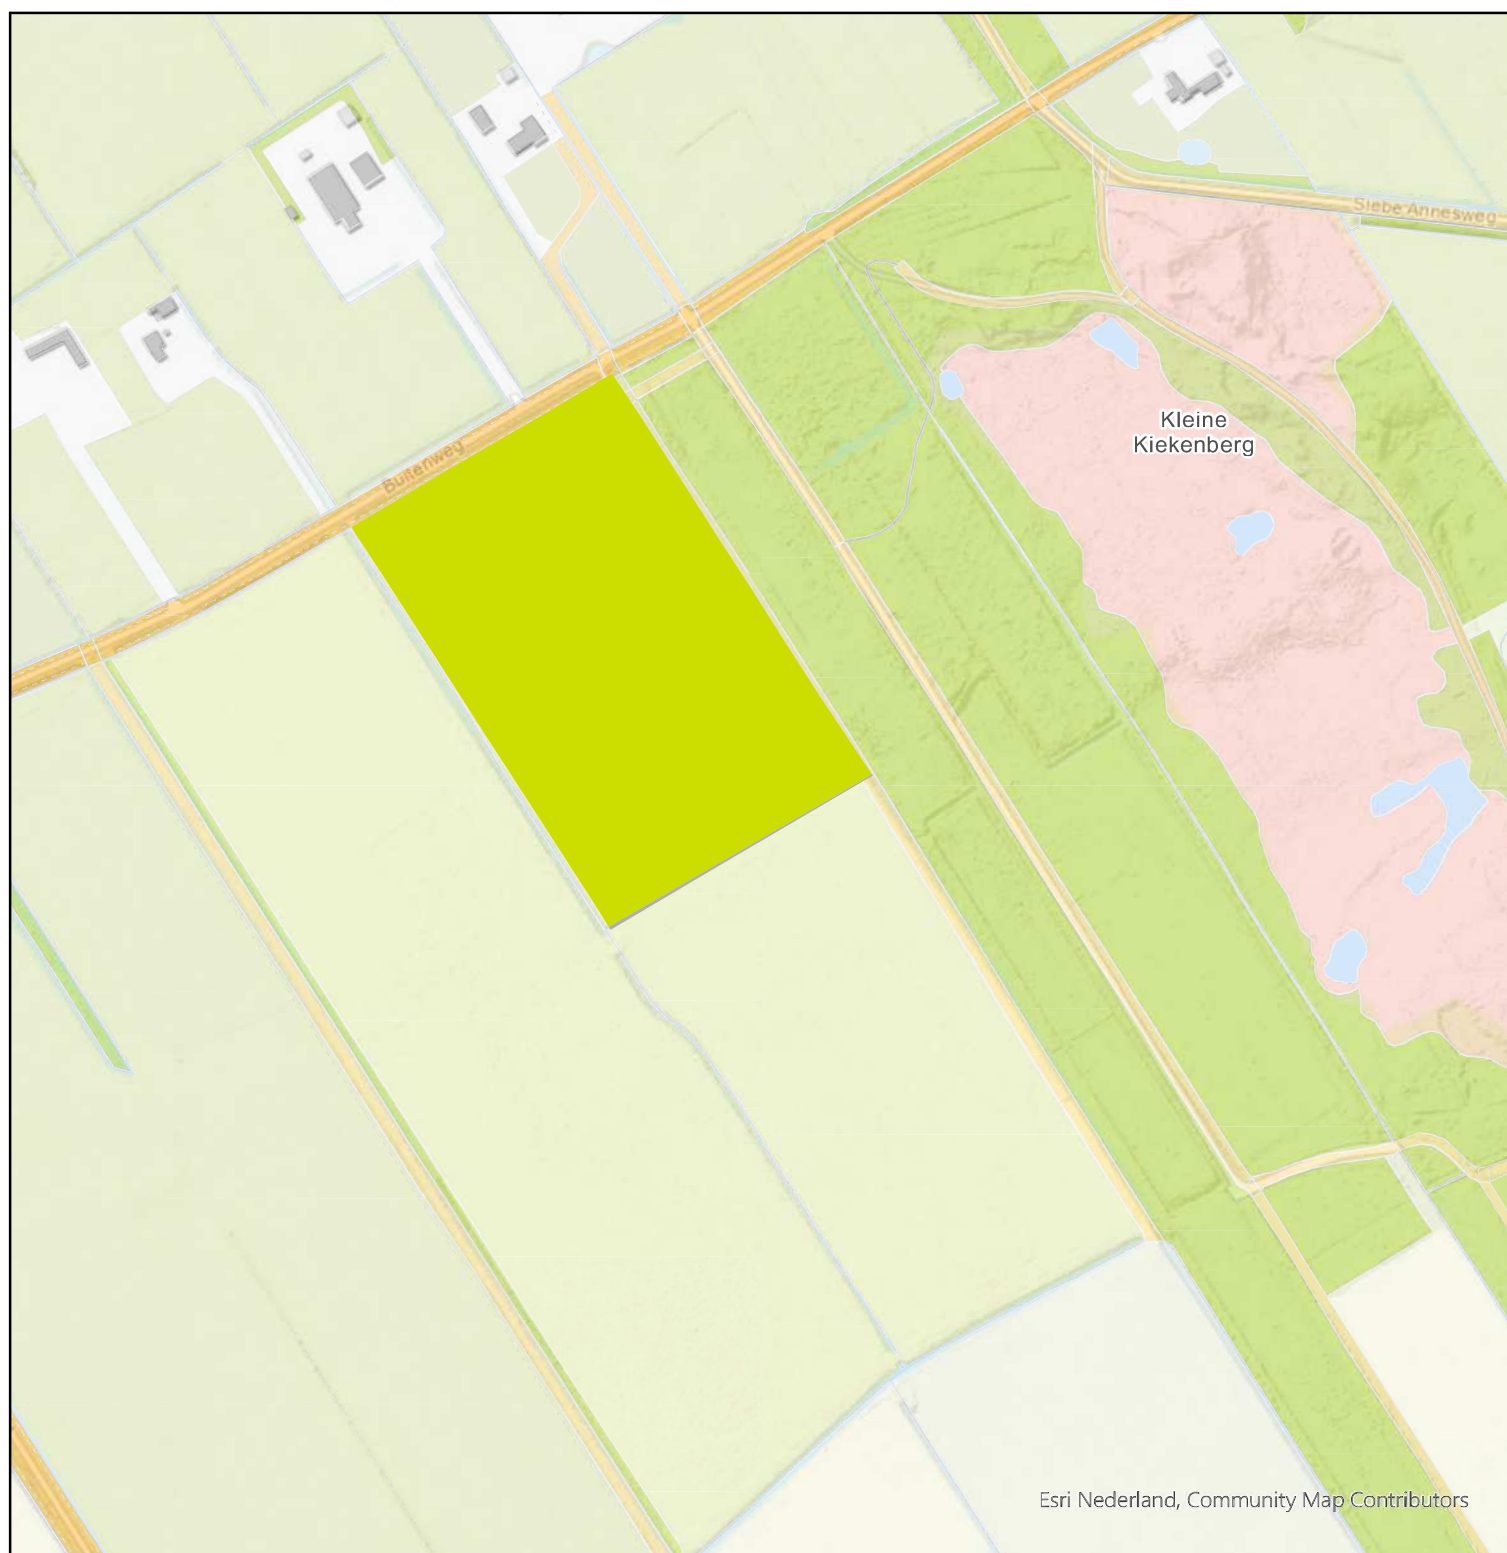 Siebe Annesweg
Kleine
Kiekenberg
Buitenweg
Esri Nederland, Community Map Contributors